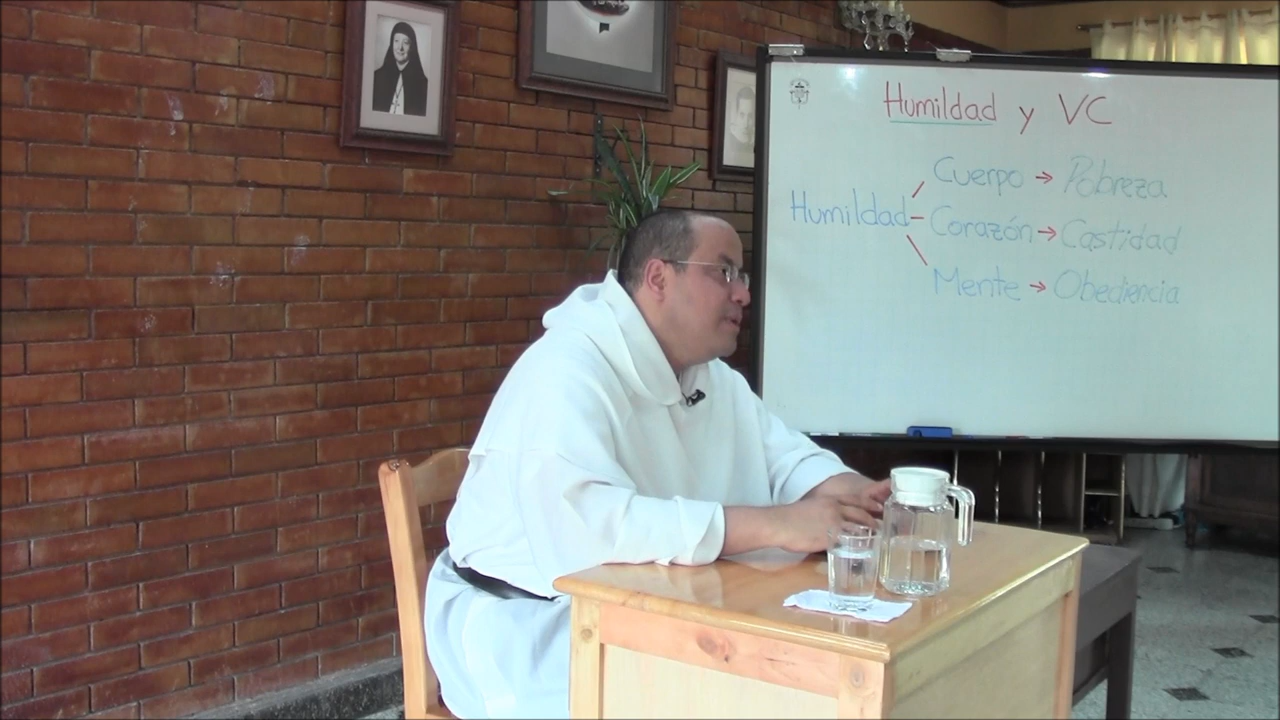 Humildad y VC
Cuerpo → Pobreza
Humildad - Corazón → Castidad
Mente → Obediencia